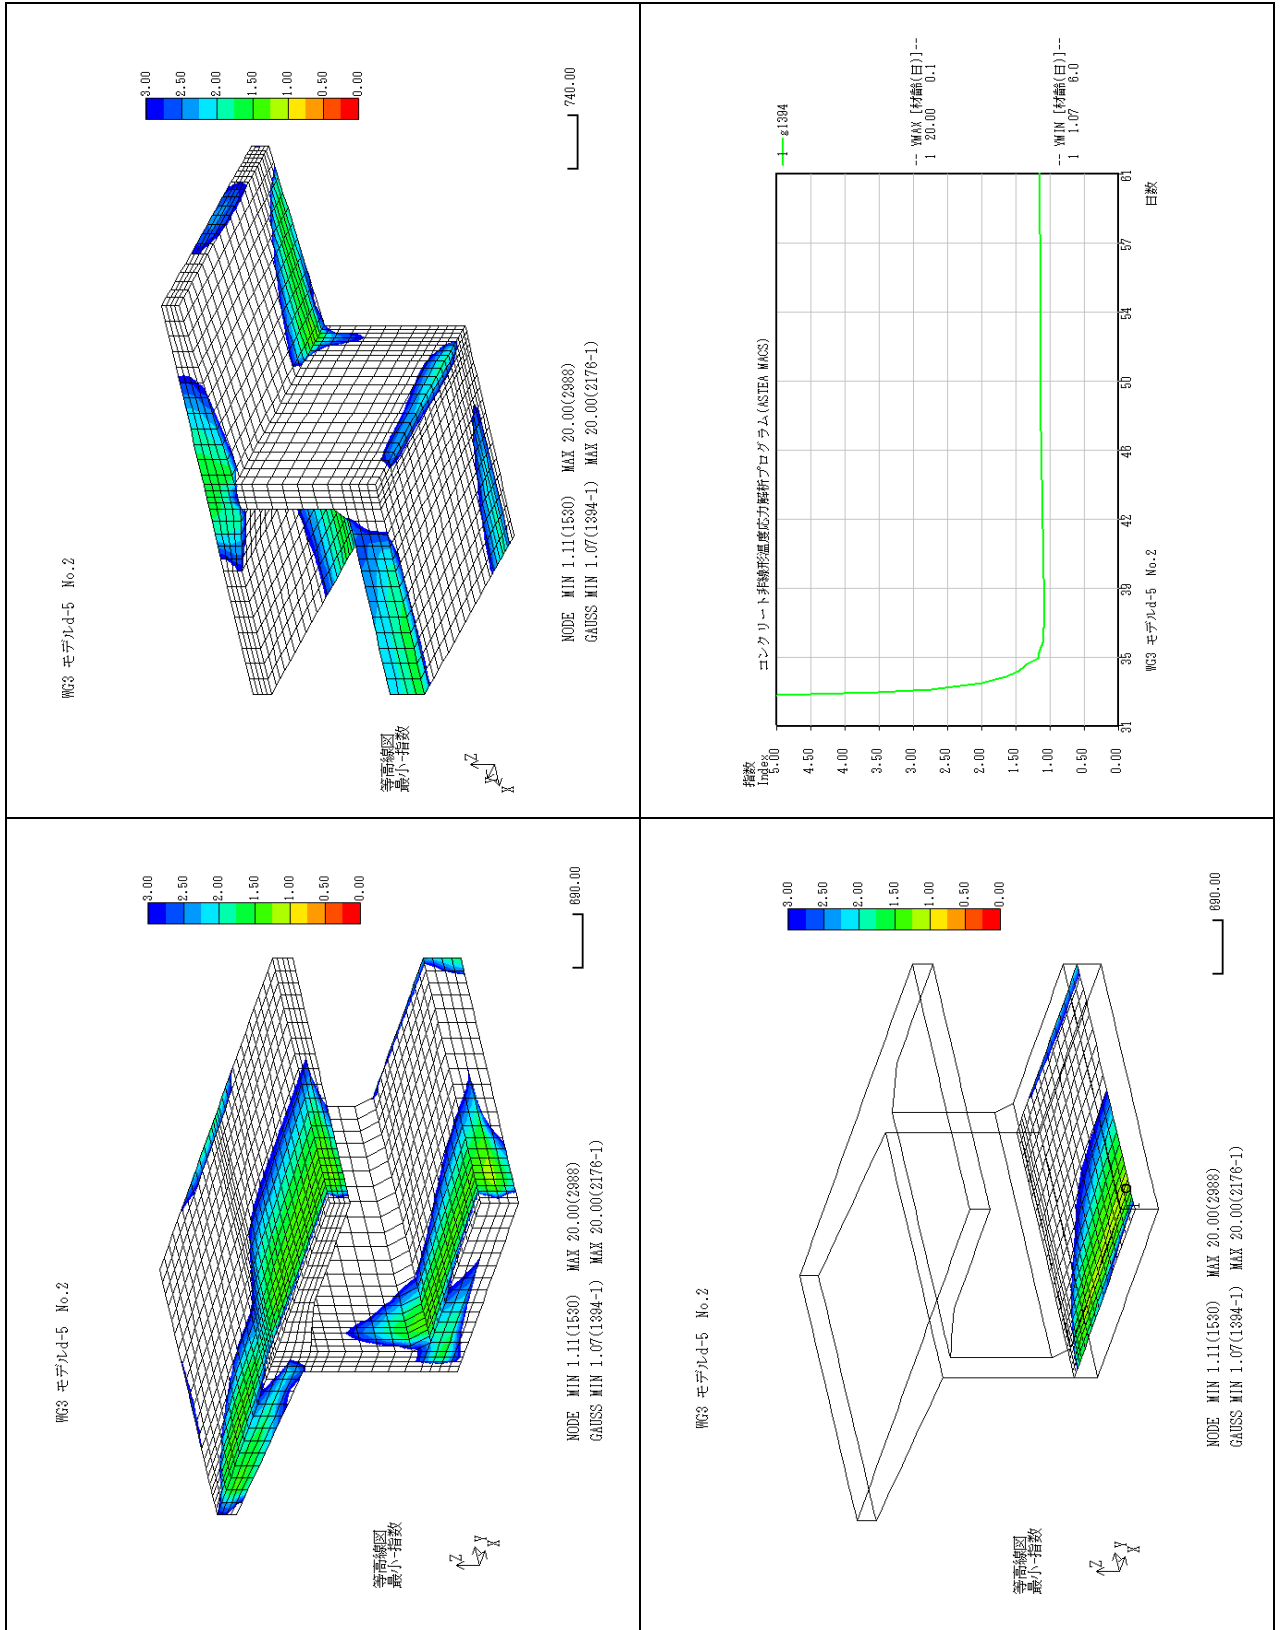 WG3 モデルd-5 No.2
3.00
2.50
2.00
1.50
1.00
0.50
0.00
740.00
等高線図
最小-指数
Z
Y
X
NODE MIN 1.11(1530) MAX 20.00(2988)
GAUSS MIN 1.07(1394-1) MAX 20.00(2176-1)
コンクリート非線形温度応力解析プログラム(ASTEA MACS)
指数
Index
5.00
4.50
4.00
3.50
3.00
2.50
2.00
1.50
1.00
0.50
0.00
31
35
39
42
46
50
54
57
61
日数
1 g1394
-- YMAX [材齢(日)]--
1 20.00 0.1
-- YMIN [材齢(日)]--
1 1.07 6.0
WG3 モデルd-5 No.2
WG3 モデルd-5 No.2
3.00
2.50
2.00
1.50
1.00
0.50
0.00
690.00
等高線図
最小-指数
Z
Y
X
NODE MIN 1.11(1530) MAX 20.00(2988)
GAUSS MIN 1.07(1394-1) MAX 20.00(2176-1)
WG3 モデルd-5 No.2
3.00
2.50
2.00
1.50
1.00
0.50
0.00
690.00
等高線図
最小-指数
Z
Y
X
1
NODE MIN 1.11(1530) MAX 20.00(2988)
GAUSS MIN 1.07(1394-1) MAX 20.00(2176-1)